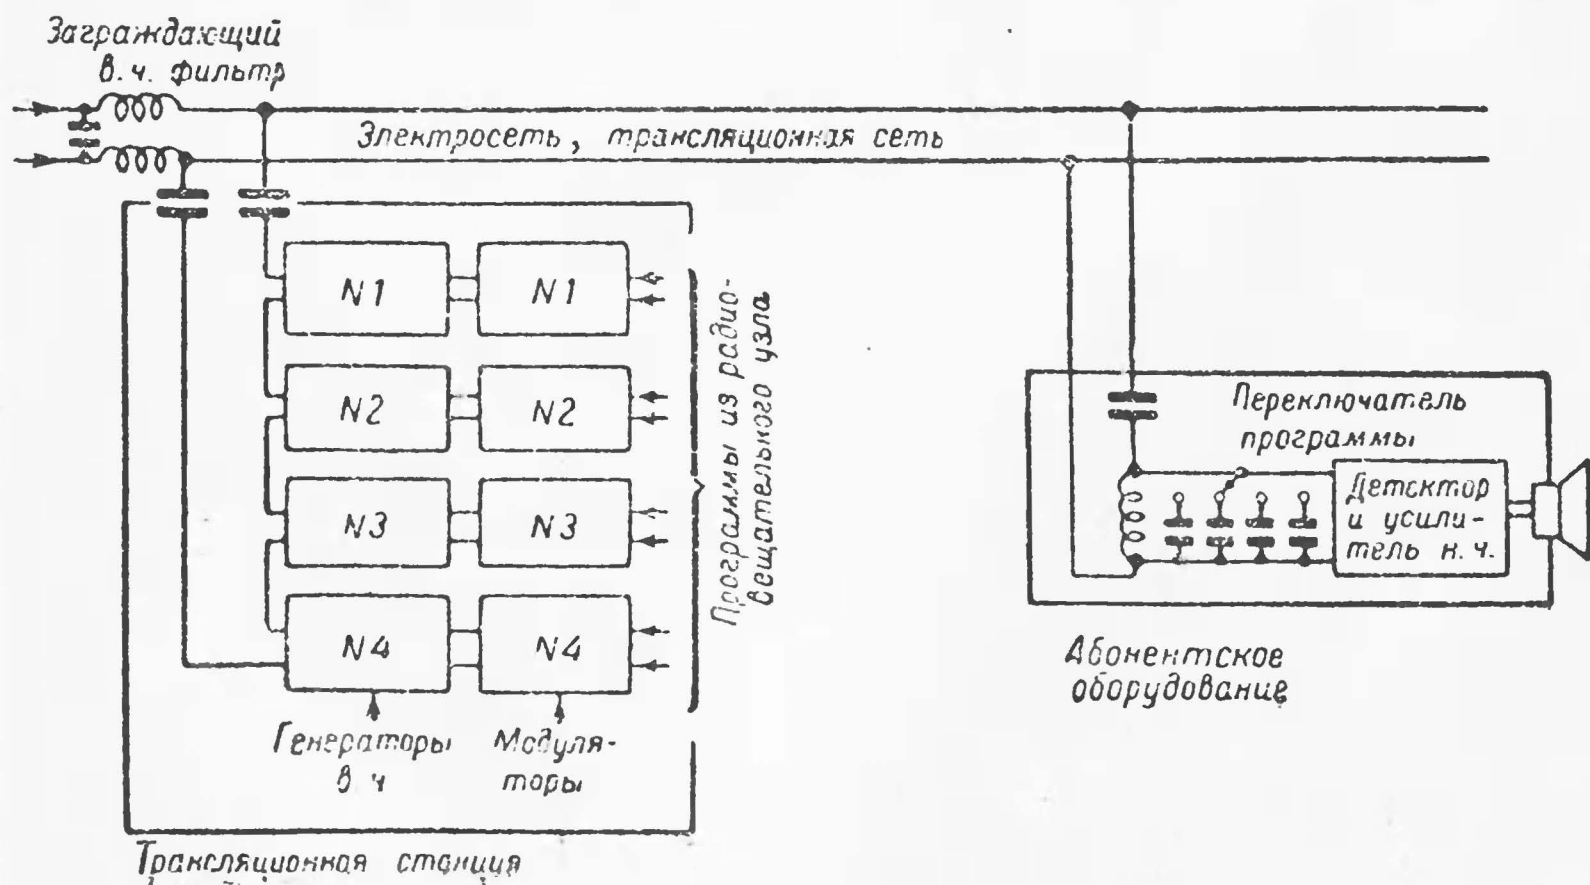 Заграждающий
в.ч. фильтр
Электросеть, трансляционная сеть
N1
N1
N2
N2
N3
N3
N4
N4
Генераторы
в.ч
Модуля-
торы
Программы из радио-
вещательного узла
Трансляционная станция
Переключатель
программы
Детектор
и усили-
тель н.ч.
Абонентское
оборудование